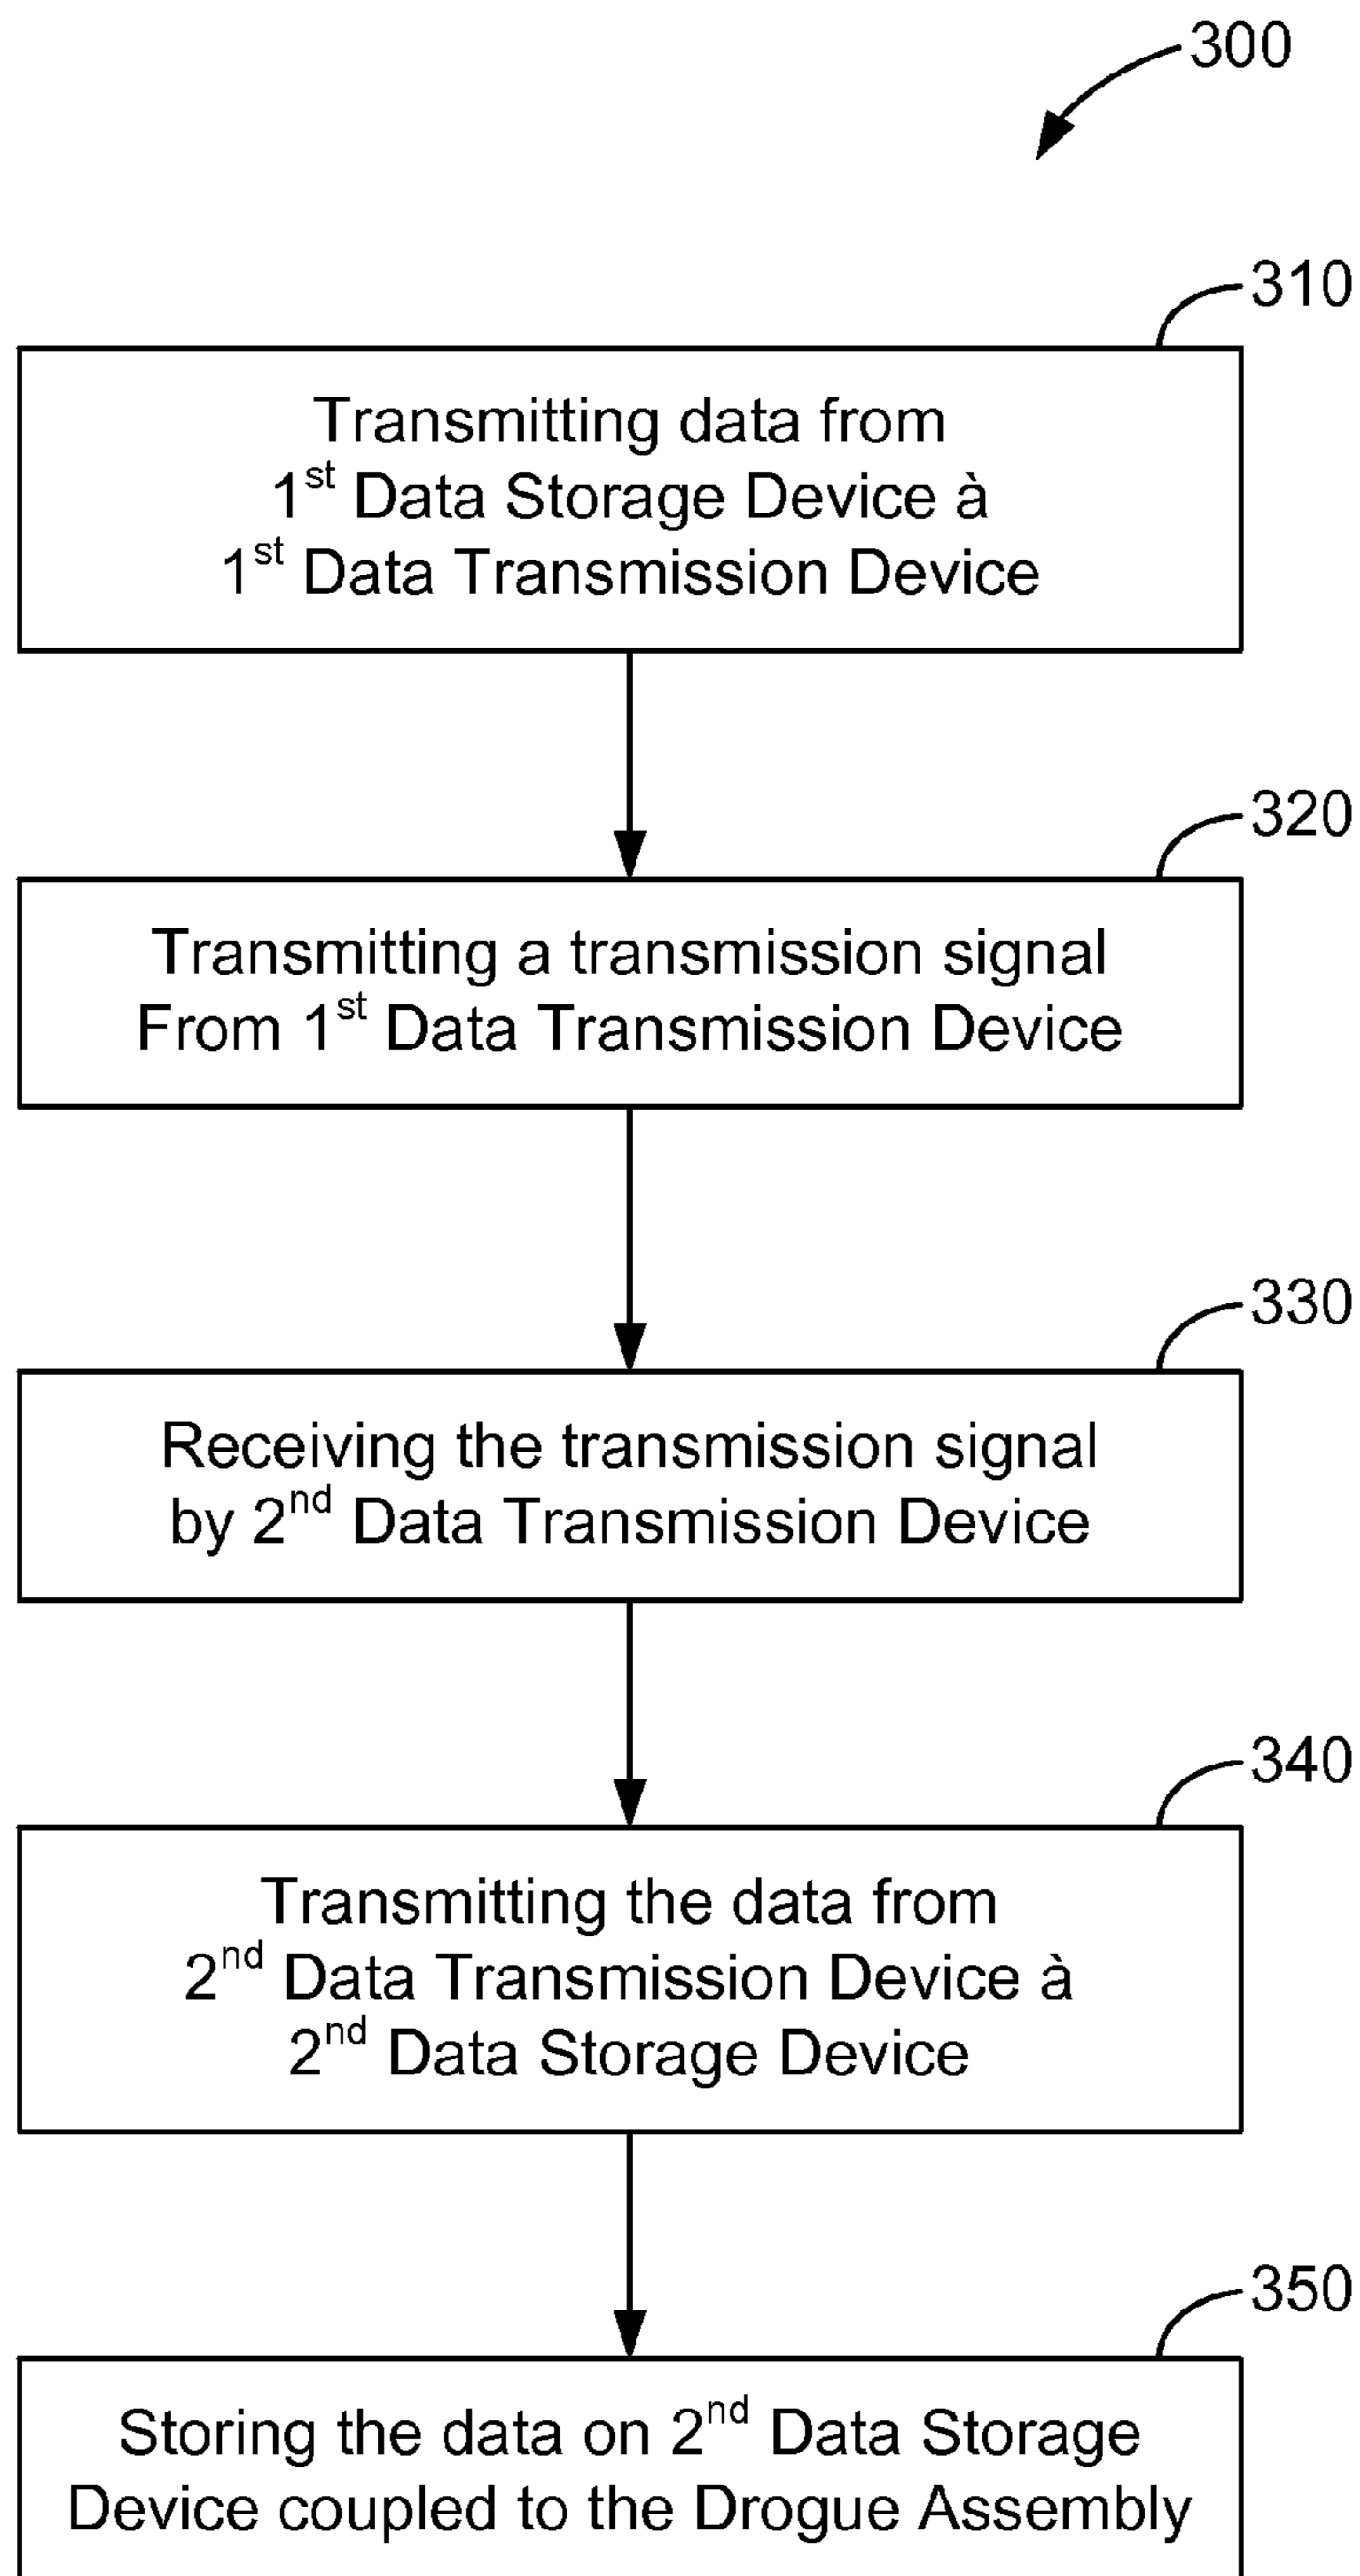 300
310
Transmitting data from
1st Data Storage Device à
1st Data Transmission Device
320
Transmitting a transmission signal
From 1st Data Transmission Device
330
Receiving the transmission signal
by 2nd Data Transmission Device
340
Transmitting the data from
2nd Data Transmission Device à
2nd Data Storage Device
350
Storing the data on 2nd Data Storage
Device coupled to the Drogue Assembly